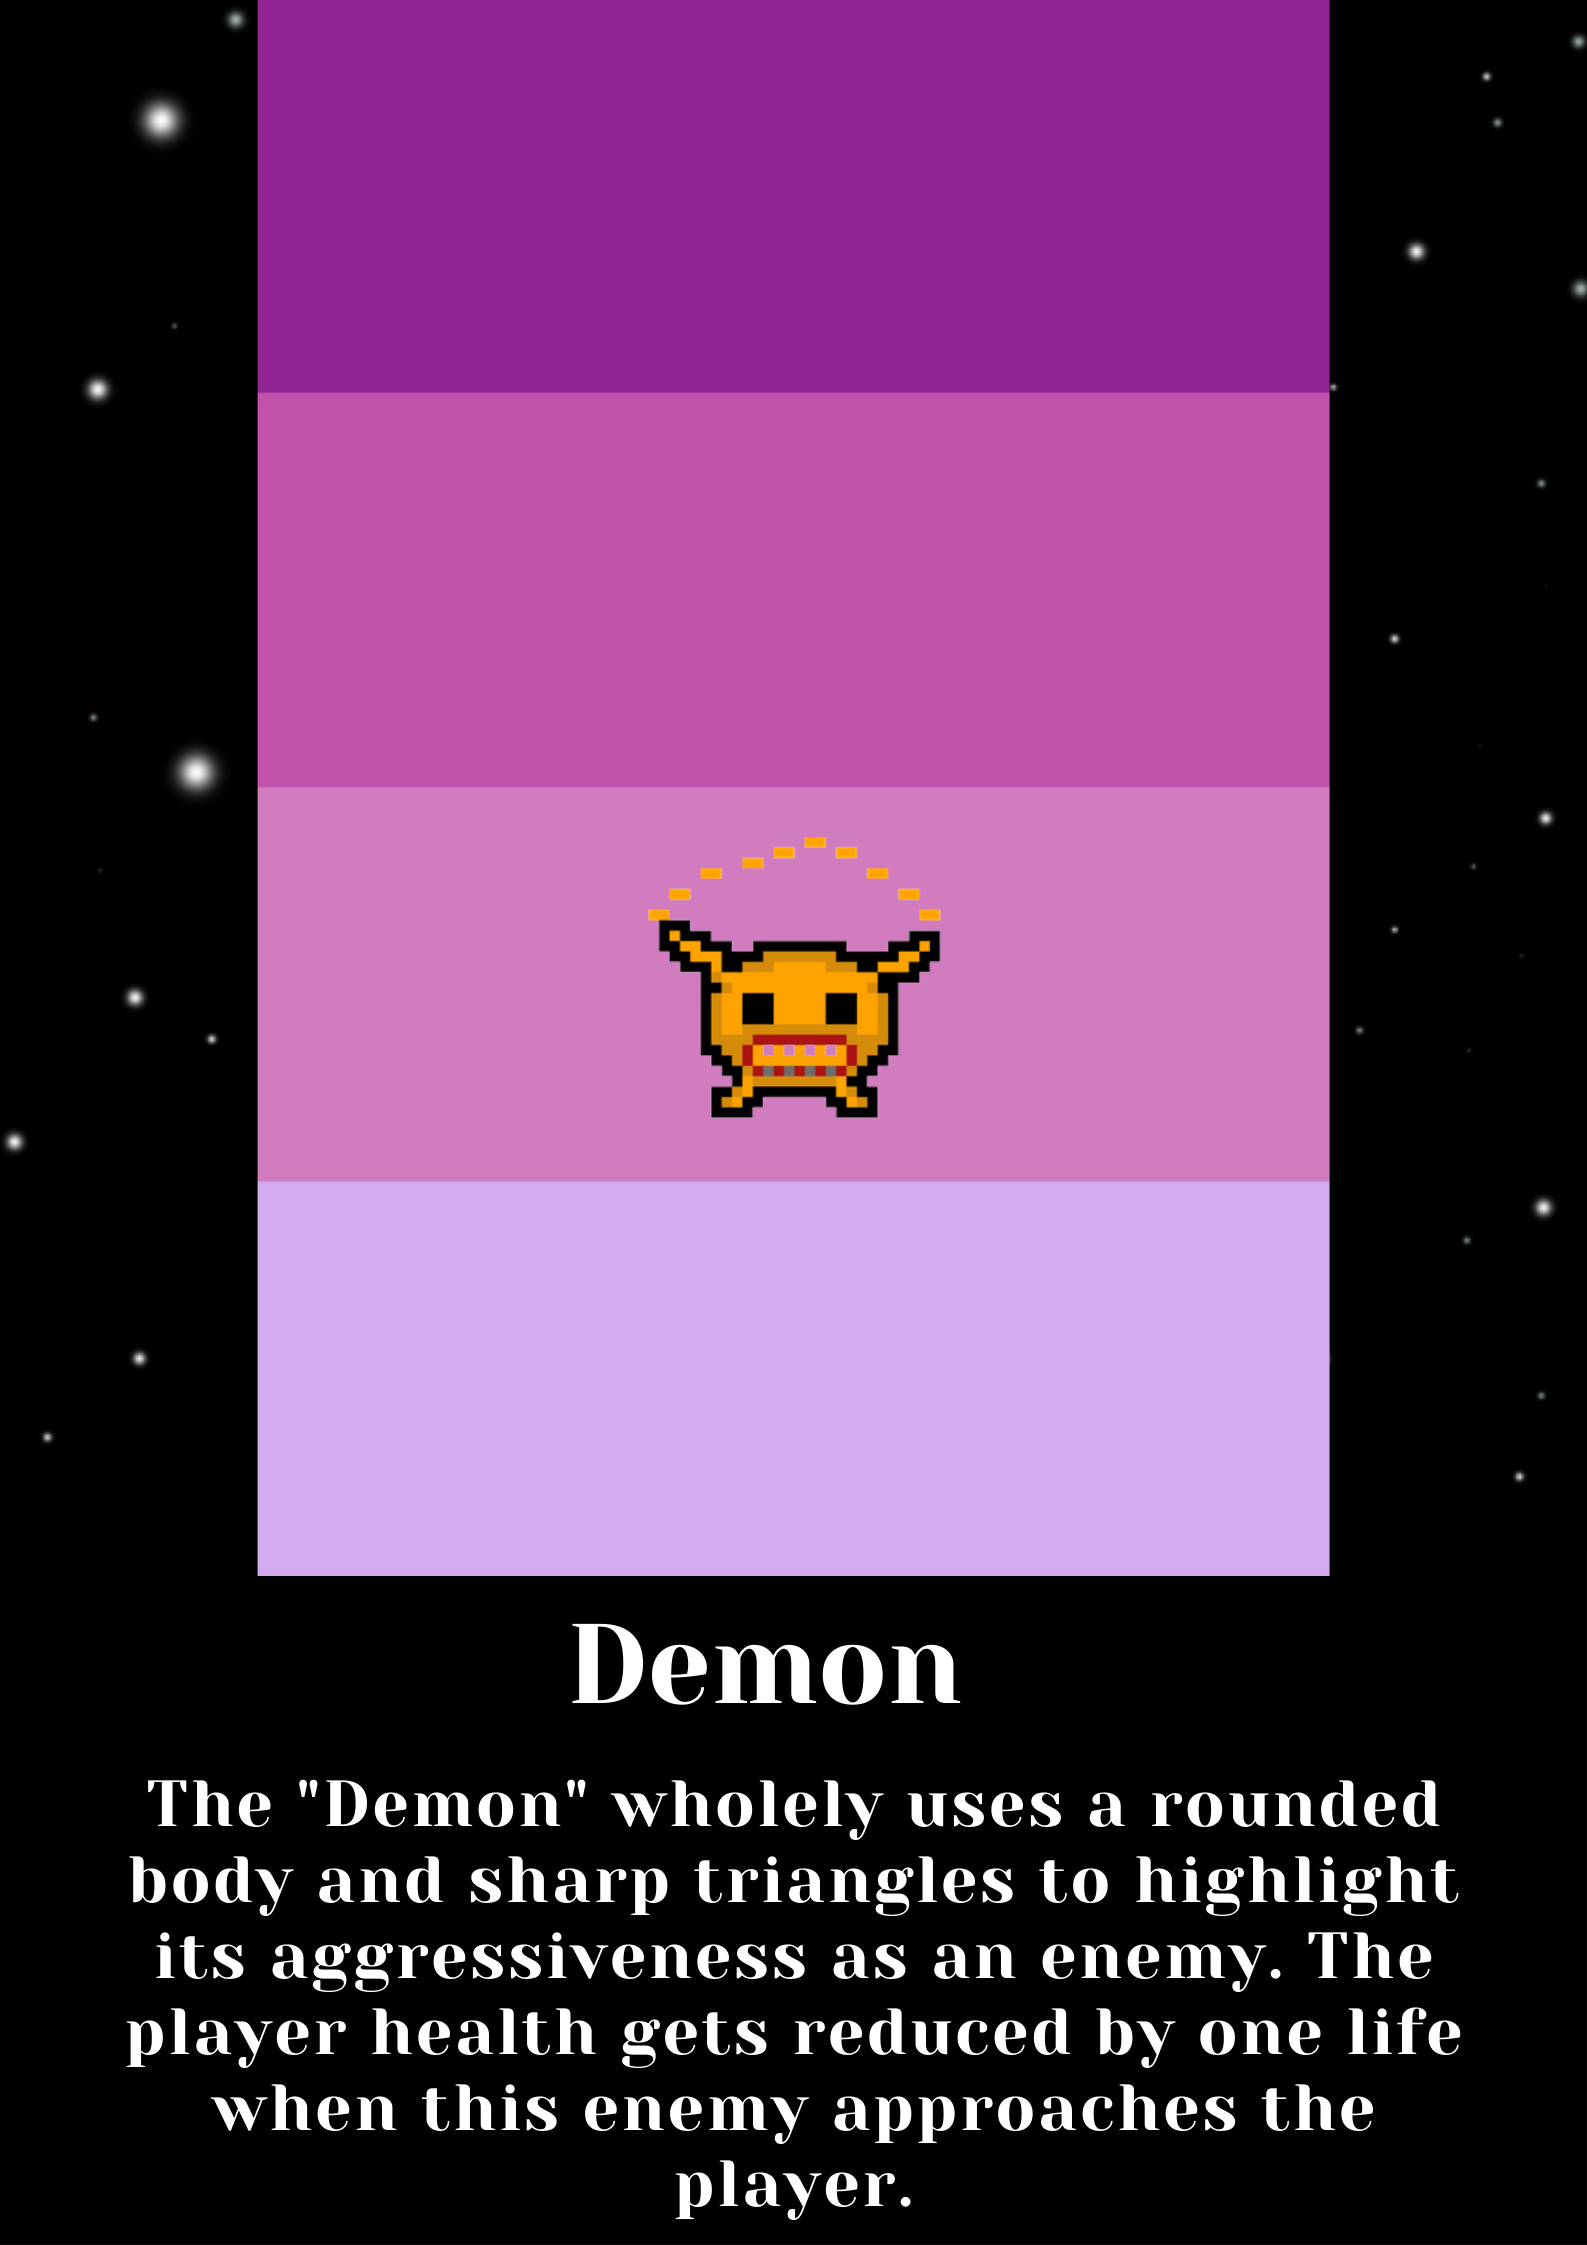 Demon
The "Demon" wholely uses a rounded
body and sharp triangles to highlight
its aggressiveness as an enemy. The
player health gets reduced by one life
when this enemy approaches the
player.